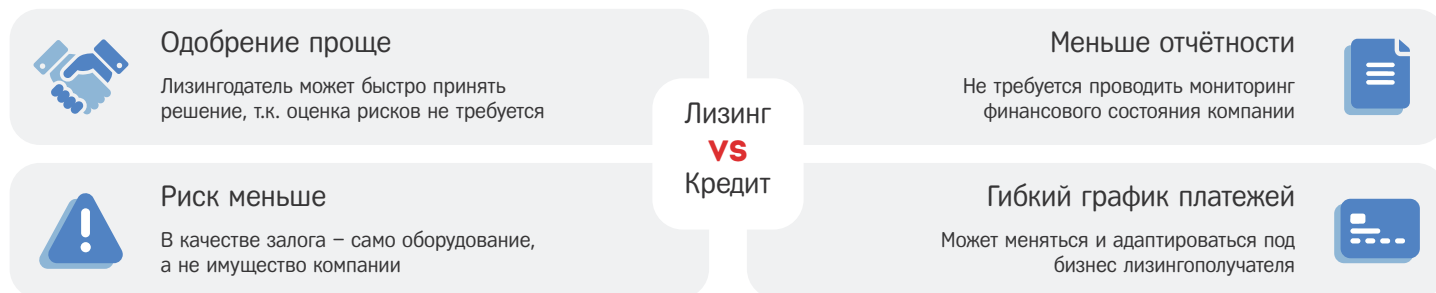 Одобрение проще
Лизингодатель может быстро принять
решение, т.к. оценка рисков не требуется
Риск меньше
В качестве залога – само оборудование,
а не имущество компании
Лизинг
vs
Кредит
Меньше отчётности
Не требуется проводить мониторинг
финансового состояния компании
Гибкий график платежей
Может меняться и адаптироваться под
бизнес лизингополучателя